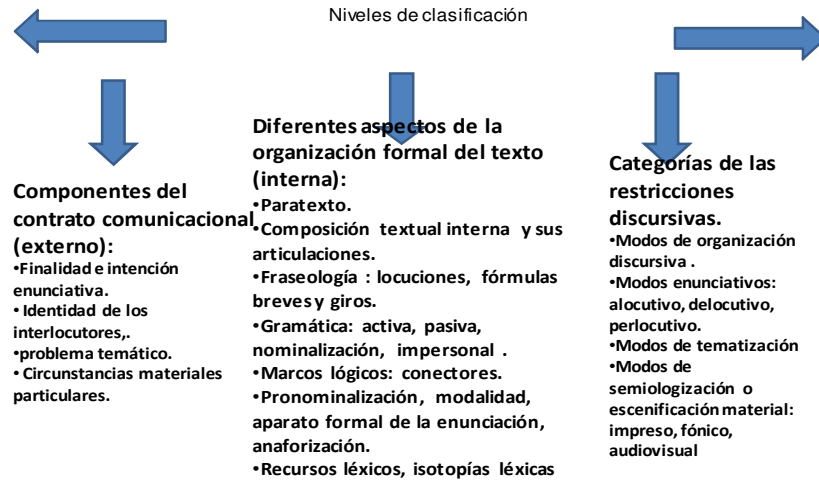 Niveles de clasificación
Componentes del
contrato comunicacional
(externo):
•Finalidad e intención
enunciativa.
• Identidad de los
interlocutores,.
•problema temático.
• Circunstancias materiales
particulares.
Diferentes aspectos de la
organización formal del texto
(interna):
•Paratexto.
•Composición textual interna y sus
articulaciones.
•Fraseología : locuciones, fórmulas
breves y giros.
•Gramática: activa, pasiva,
nominalización, impersonal .
•Marcos lógicos: conectores.
•Pronominalización, modalidad,
aparato formal de la enunciación,
anaforización.
•Recursos léxicos, isotopías léxicas
Categorías de las
restricciones
discursivas.
•Modos de organización
discursiva .
•Modos enunciativos:
alocutivo, delocutivo,
perlocutivo.
•Modos de tematización
•Modos de
semiologización o
escenificación material:
impreso, fónico,
audiovisual